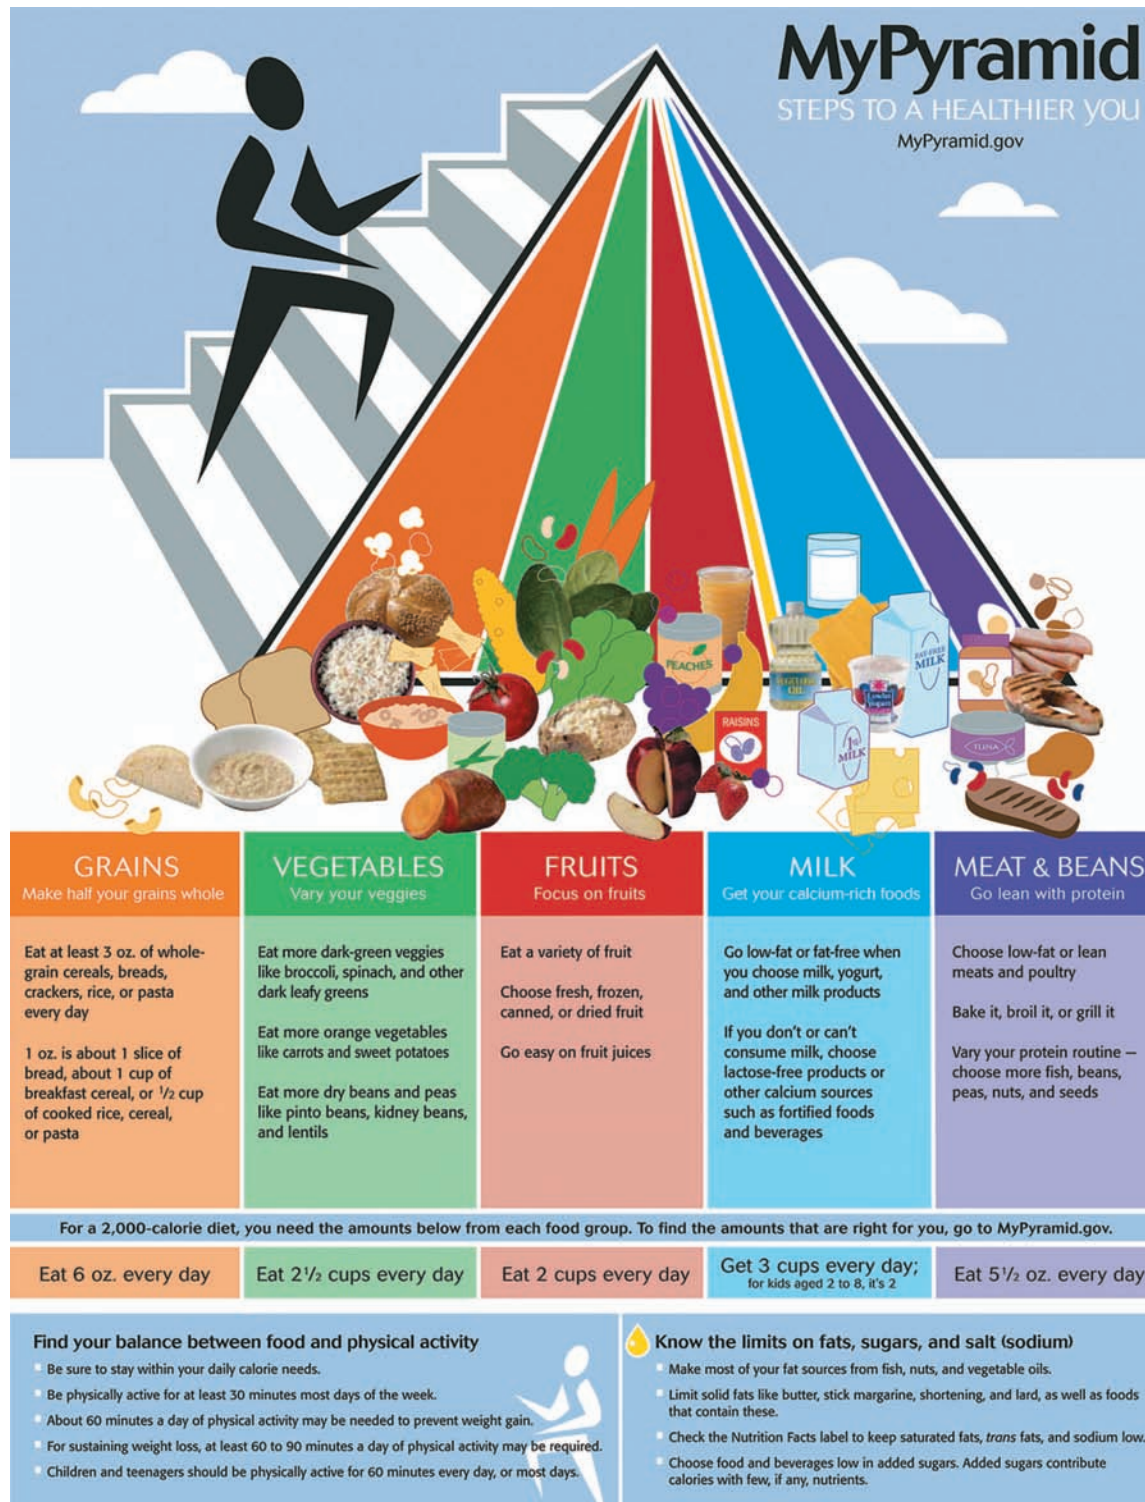 MyPyramid
STEPS TO A HEALTHIER YOU
MyPyramid.gov
PEACHES
VEGETABLE
OIL
FAT-FREE
MILK
Lowfat
Yogurt
RAISINS
1%
MILK
TUNA
GRAINS
Make half your grains whole
Eat at least 3 oz. of whole-
grain cereals, breads,
crackers, rice, or pasta
every day
1 oz. is about 1 slice of
bread, about 1 cup of
breakfast cereal, or ½ cup
of cooked rice, cereal,
or pasta
VEGETABLES
Vary your veggies
Eat more dark-green veggies
like broccoli, spinach, and other
dark leafy greens
Eat more orange vegetables
like carrots and sweet potatoes
Eat more dry beans and peas
like pinto beans, kidney beans,
and lentils
FRUITS
Focus on fruits
Eat a variety of fruit
Choose fresh, frozen,
canned, or dried fruit
Go easy on fruit juices
MILK
Get your calcium-rich foods
Go low-fat or fat-free when
you choose milk, yogurt,
and other milk products
If you don't or can't
consume milk, choose
lactose-free products or
other calcium sources
such as fortified foods
and beverages
MEAT & BEANS
Go lean with protein
Choose low-fat or lean
meats and poultry
Bake it, broil it, or grill it
Vary your protein routine –
choose more fish, beans,
peas, nuts, and seeds
For a 2,000-calorie diet, you need the amounts below from each food group. To find the amounts that are right for you, go to MyPyramid.gov.
Eat 6 oz. every day
Eat 2½ cups every day
Eat 2 cups every day
Get 3 cups every day;
for kids aged 2 to 8, it's 2
Eat 5½ oz. every day
Find your balance between food and physical activity
Be sure to stay within your daily calorie needs.
Be physically active for at least 30 minutes most days of the week.
About 60 minutes a day of physical activity may be needed to prevent weight gain.
For sustaining weight loss, at least 60 to 90 minutes a day of physical activity may be required.
Children and teenagers should be physically active for 60 minutes every day, or most days.
Know the limits on fats, sugars, and salt (sodium)
Make most of your fat sources from fish, nuts, and vegetable oils.
Limit solid fats like butter, stick margarine, shortening, and lard, as well as foods
that contain these.
Check the Nutrition Facts label to keep saturated fats, trans fats, and sodium low.
Choose food and beverages low in added sugars. Added sugars contribute
calories with few, if any, nutrients.